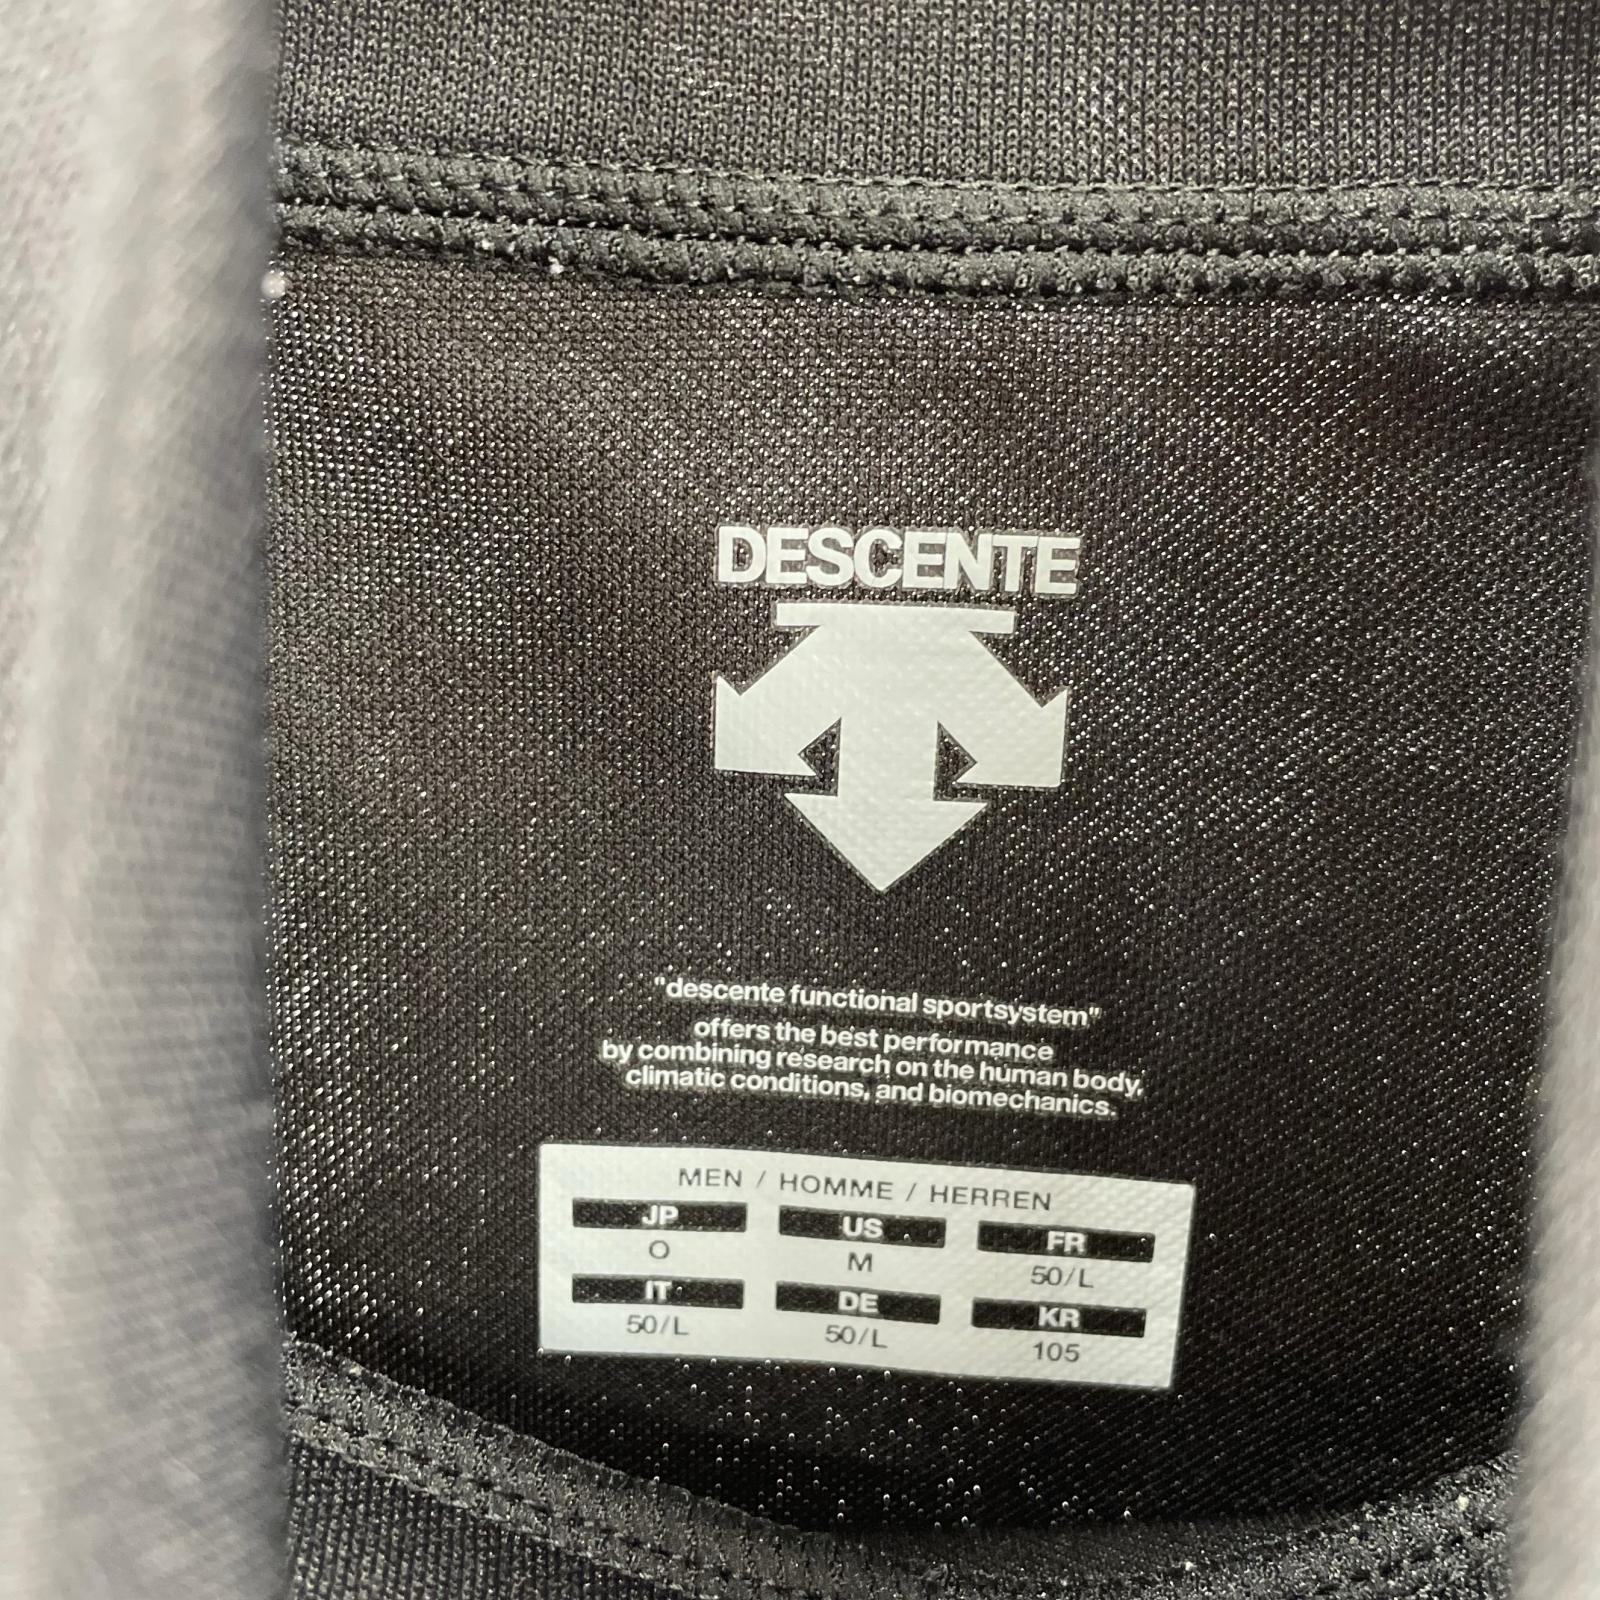 DESCENTE
"descente functional sportsystem"
offers the best performance
by combining research on the human body,
climatic conditions, and biomechanics.
MEN / HOMME / HERREN
JP US FR
O M 50/L
IT DE KR
50/L 50/L 105